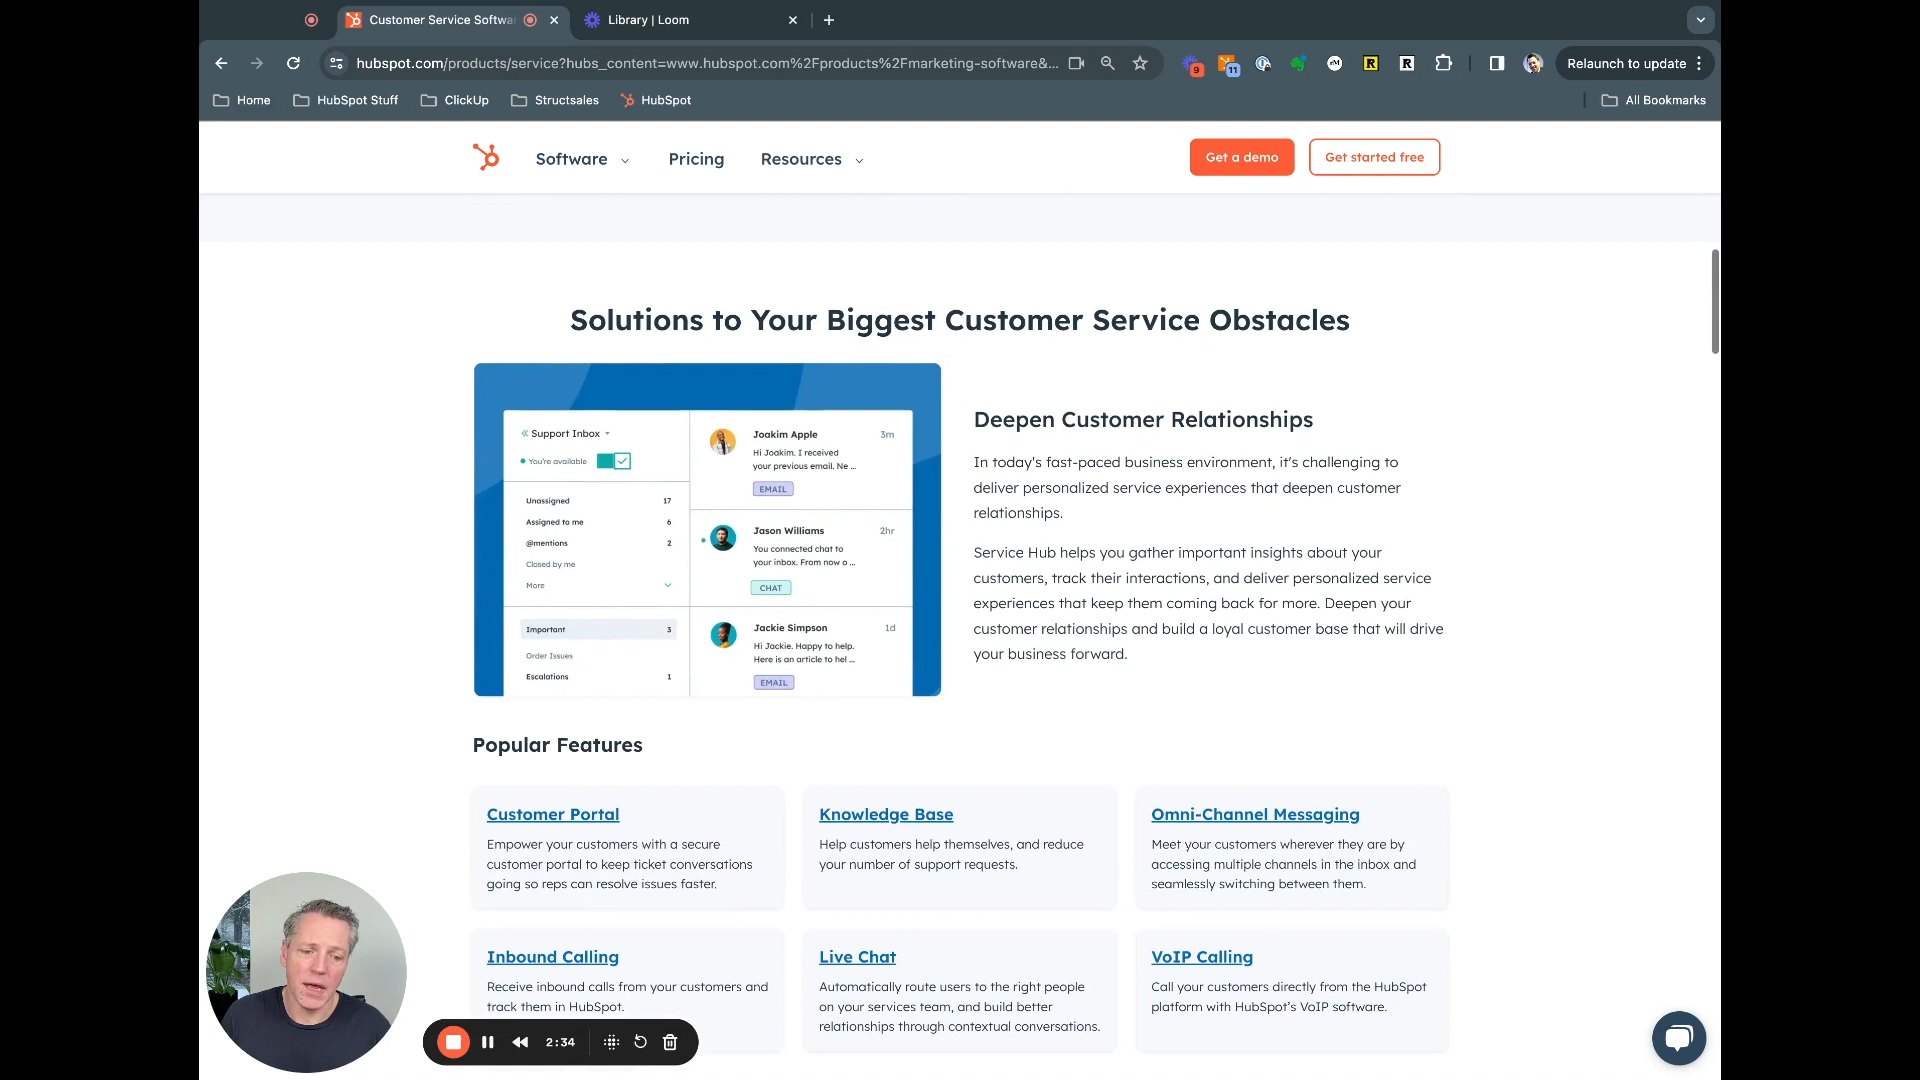 Customer Service Softwa
Library | Loom
hubspot.com/products/service?hubs_content=www.hubspot.com%2Fproducts%2Fmarketing-software&...
9
11
Relaunch to update
Home
HubSpot Stuff
ClickUp
Structsales
HubSpot
All Bookmarks
Software
Pricing
Resources
Get a demo
Get started free
Solutions to Your Biggest Customer Service Obstacles
Support Inbox
You're available
Unassigned 17
Assigned to me 6
@mentions 2
Closed by me
More
Important 3
Order Issues
Escalations 1
Joakim Apple 3m
Hi Joakim. I received
your previous email. Ne ...
EMAIL
Jason Williams 2hr
You connected chat to
your inbox. From now o ...
CHAT
Jackie Simpson 1d
Hi Jackie. Happy to help.
Here is an article to hel ...
EMAIL
Deepen Customer Relationships
In today's fast-paced business environment, it's challenging to
deliver personalized service experiences that deepen customer
relationships.
Service Hub helps you gather important insights about your
customers, track their interactions, and deliver personalized service
experiences that keep them coming back for more. Deepen your
customer relationships and build a loyal customer base that will drive
your business forward.
Popular Features
Customer Portal
Empower your customers with a secure
customer portal to keep ticket conversations
going so reps can resolve issues faster.
Knowledge Base
Help customers help themselves, and reduce
your number of support requests.
Omni-Channel Messaging
Meet your customers wherever they are by
accessing multiple channels in the inbox and
seamlessly switching between them.
Inbound Calling
Receive inbound calls from your customers and
track them in HubSpot.
Live Chat
Automatically route users to the right people
on your services team, and build better
relationships through contextual conversations.
VoIP Calling
Call your customers directly from the HubSpot
platform with HubSpot's VoIP software.
2:34